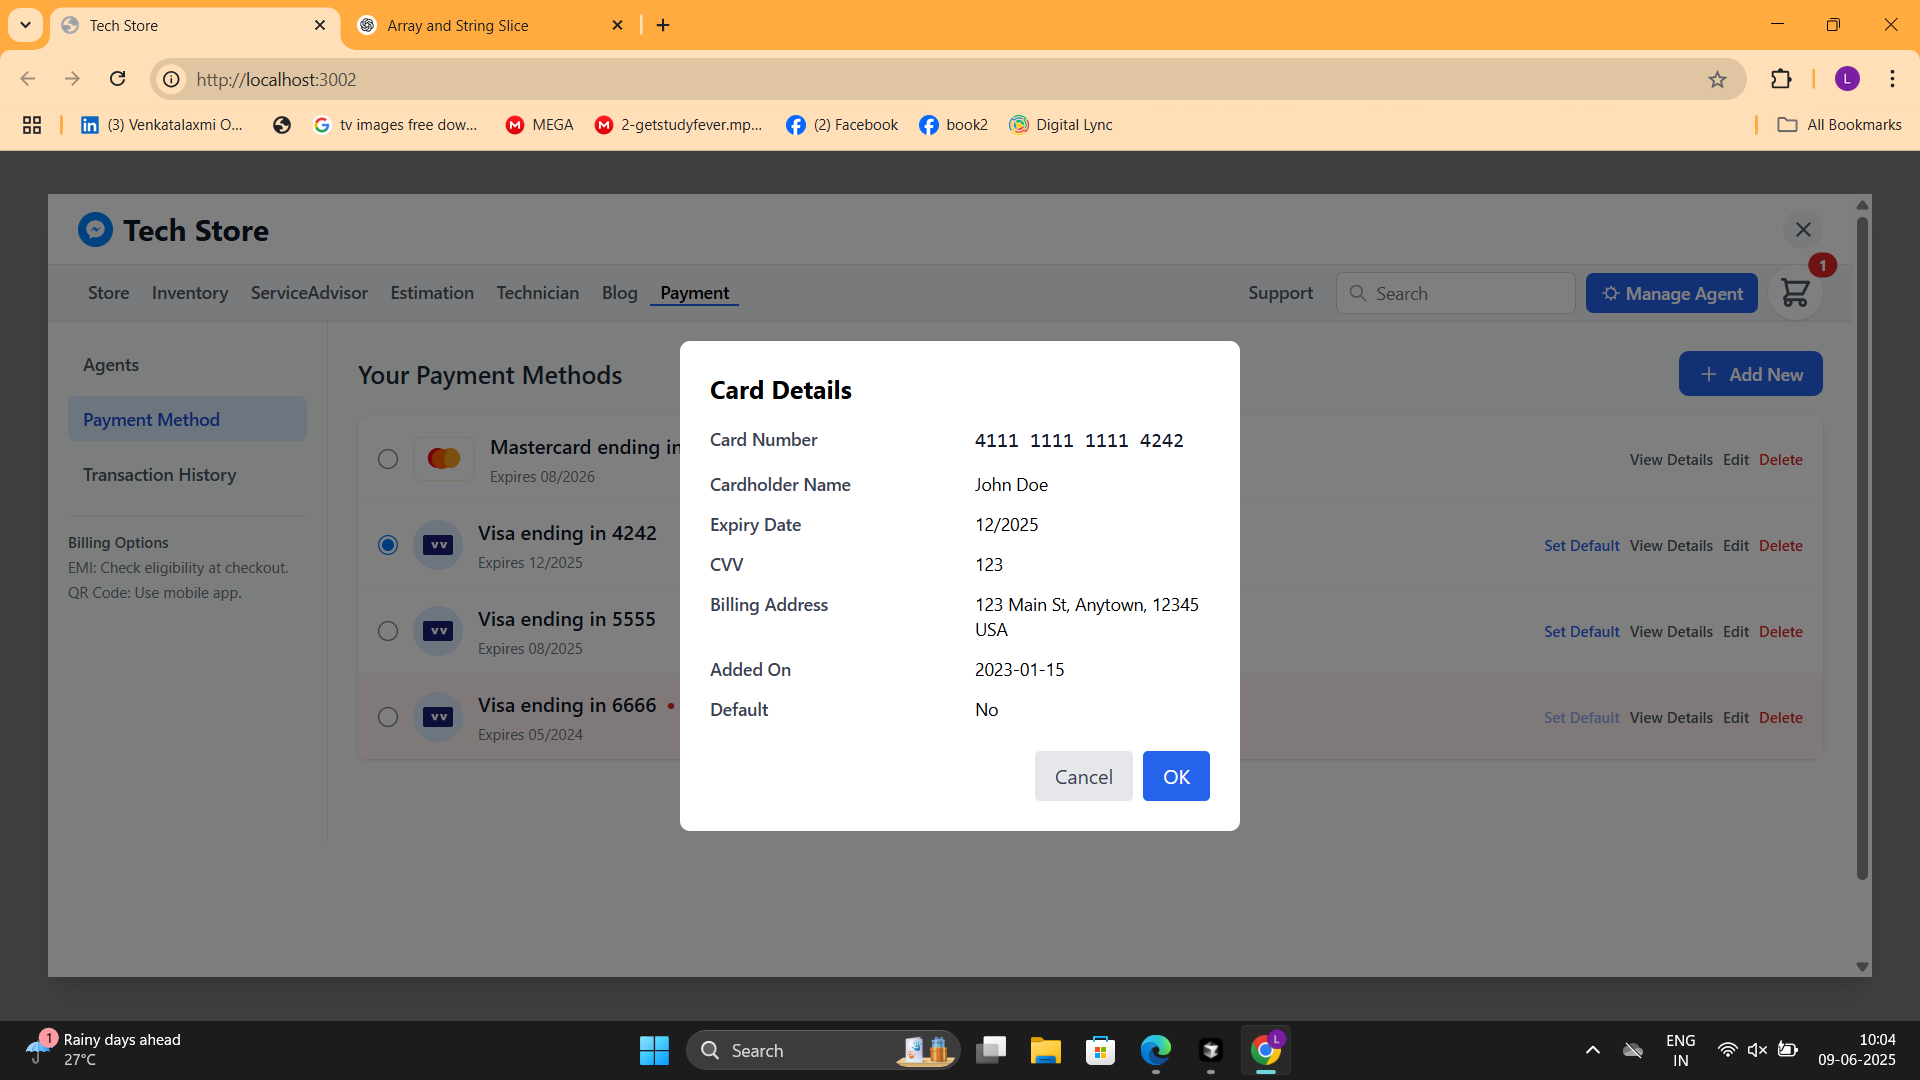 Tech Store
Array and String Slice
http://localhost:3002
L
(3) Venkatalaxmi O...
tv images free dow...
MEGA
2-getstudyfever.mp...
(2) Facebook
book2
Digital Lync
All Bookmarks
Tech Store
Store
Inventory
ServiceAdvisor
Estimation
Technician
Blog
Payment
Support
Search
Manage Agent
1
Agents
Payment Method
Transaction History
Billing Options
EMI: Check eligibility at checkout.
QR Code: Use mobile app.
Your Payment Methods
Add New
Mastercard ending in
Expires 08/2026
View Details Edit Delete
Visa ending in 4242
Expires 12/2025
Set Default View Details Edit Delete
Visa ending in 5555
Expires 08/2025
Set Default View Details Edit Delete
Visa ending in 6666
Expires 05/2024
Set Default View Details Edit Delete
Card Details
Card Number 4111 1111 1111 4242
Cardholder Name John Doe
Expiry Date 12/2025
CVV 123
Billing Address 123 Main St, Anytown, 12345
USA
Added On 2023-01-15
Default No
Cancel
OK
1
Rainy days ahead
27°C
Search
L
ENG
IN
10:04
09-06-2025